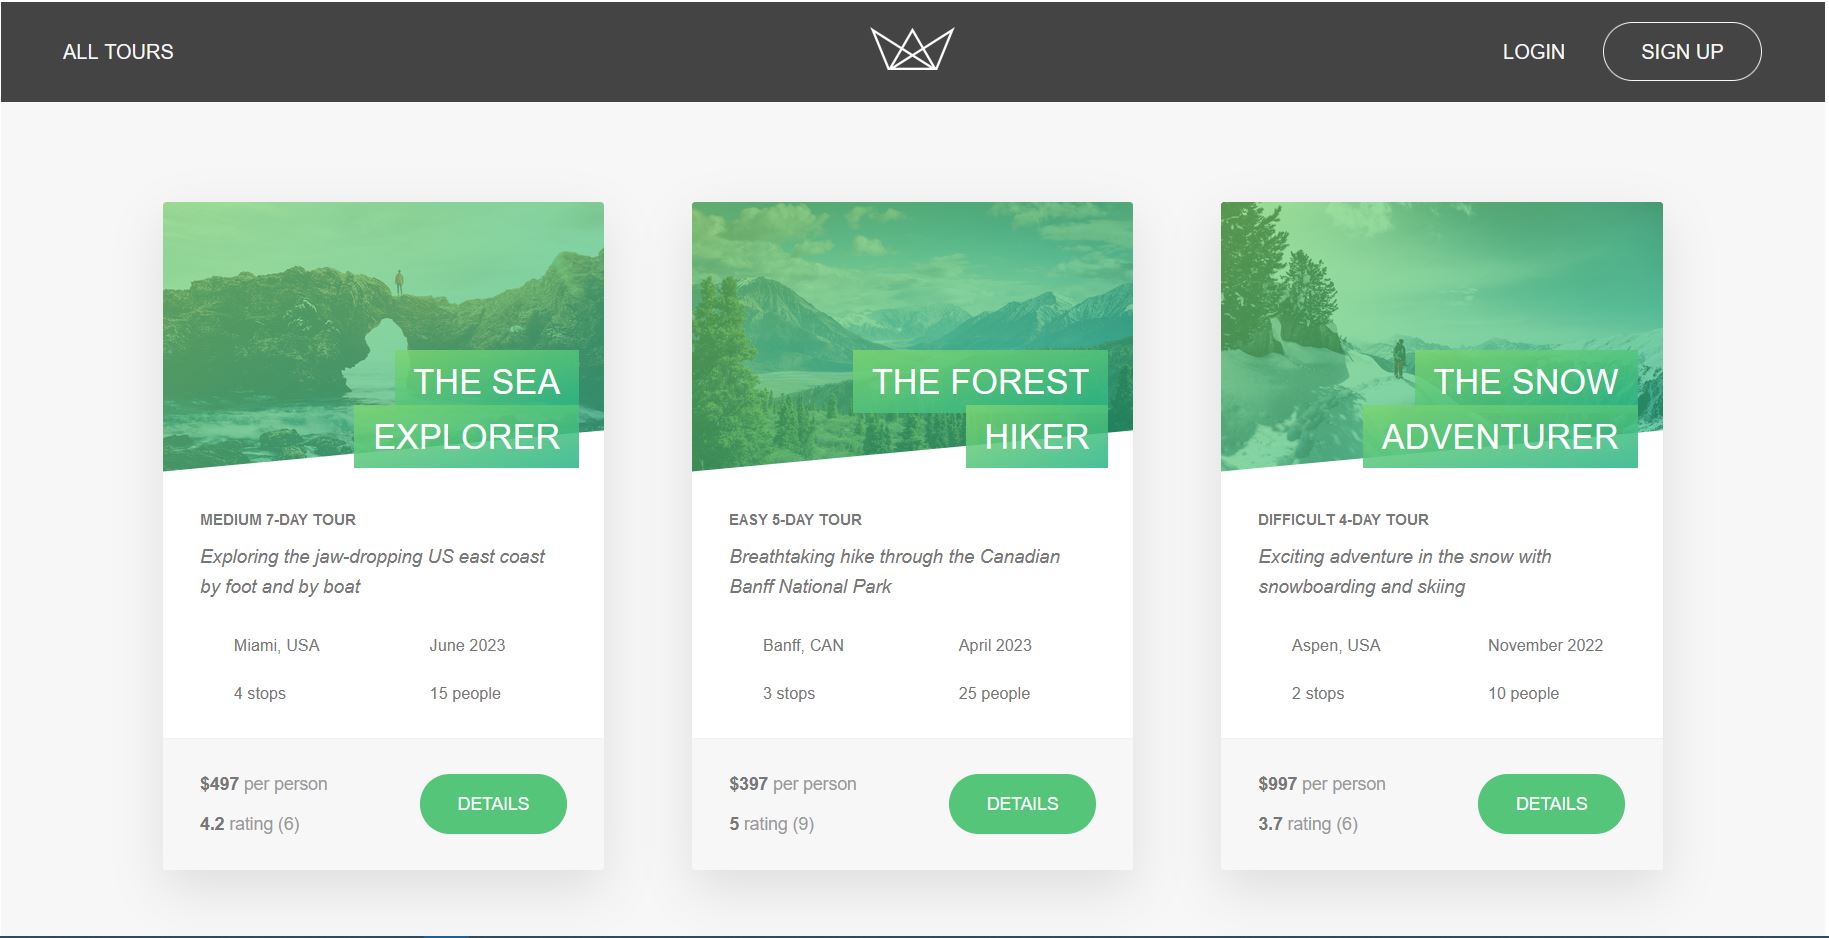 ALL TOURS
LOGIN
SIGN UP
THE SEA
EXPLORER
MEDIUM 7-DAY TOUR
Exploring the jaw-dropping US east coast
by foot and by boat
Miami, USA
June 2023
4 stops
15 people
$497 per person
4.2 rating (6)
DETAILS
THE FOREST
HIKER
EASY 5-DAY TOUR
Breathtaking hike through the Canadian
Banff National Park
Banff, CAN
April 2023
3 stops
25 people
$397 per person
5 rating (9)
DETAILS
THE SNOW
ADVENTURER
DIFFICULT 4-DAY TOUR
Exciting adventure in the snow with
snowboarding and skiing
Aspen, USA
November 2022
2 stops
10 people
$997 per person
3.7 rating (6)
DETAILS